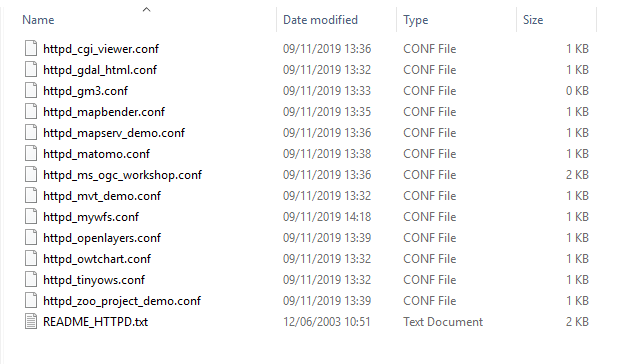 Name Date modified Type Size
httpd_cgi_viewer.conf 09/11/2019 13:36 CONF File 1 KB
httpd_gdal_html.conf 09/11/2019 13:32 CONF File 1 KB
httpd_gm3.conf 09/11/2019 13:33 CONF File 0 KB
httpd_mapbender.conf 09/11/2019 13:35 CONF File 1 KB
httpd_mapserv_demo.conf 09/11/2019 13:36 CONF File 1 KB
httpd_matomo.conf 09/11/2019 13:38 CONF File 1 KB
httpd_ms_ogc_workshop.conf 09/11/2019 13:36 CONF File 2 KB
httpd_mvt_demo.conf 09/11/2019 13:32 CONF File 1 KB
httpd_mywfs.conf 09/11/2019 14:18 CONF File 1 KB
httpd_openlayers.conf 09/11/2019 13:39 CONF File 1 KB
httpd_owtchart.conf 09/11/2019 13:32 CONF File 1 KB
httpd_tinyows.conf 09/11/2019 13:32 CONF File 1 KB
httpd_zoo_project_demo.conf 09/11/2019 13:39 CONF File 1 KB
README_HTTPD.txt 12/06/2003 10:51 Text Document 2 KB